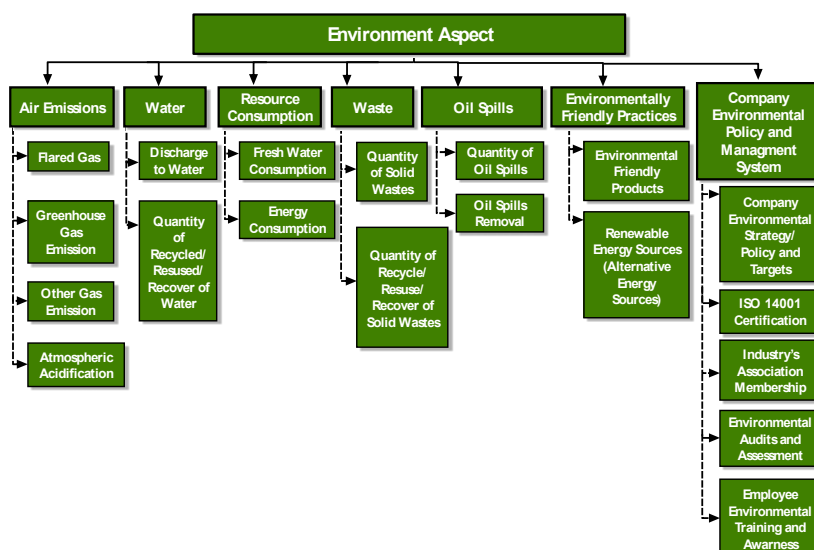 Environment Aspect
Air Emissions
Water
Resource
Consumption
Waste
Oil Spills
Environmentally
Friendly Practices
Company
Environmental
Policy and
Managment
System
Flared Gas
Greenhouse
Gas
Emission
Other Gas
Emission
Atmospheric
Acidification
Discharge
to Water
Quantity
of
Recycled/
Resused/
Recover of
Water
Fresh Water
Consumption
Energy
Consumption
Quantity
of Solid
Wastes
Quantity of
Recycle/
Resuse/
Recover of
Solid Wastes
Quantity of
Oil Spills
Oil Spills
Removal
Environmental
Friendly
Products
Renewable
Energy Sources
(Alternative
Energy
Sources)
Company
Environmental
Strategy/
Policy and
Targets
ISO 14001
Certification
Industry's
Association
Membership
Environmental
Audits and
Assessment
Employee
Environmental
Training and
Awarness